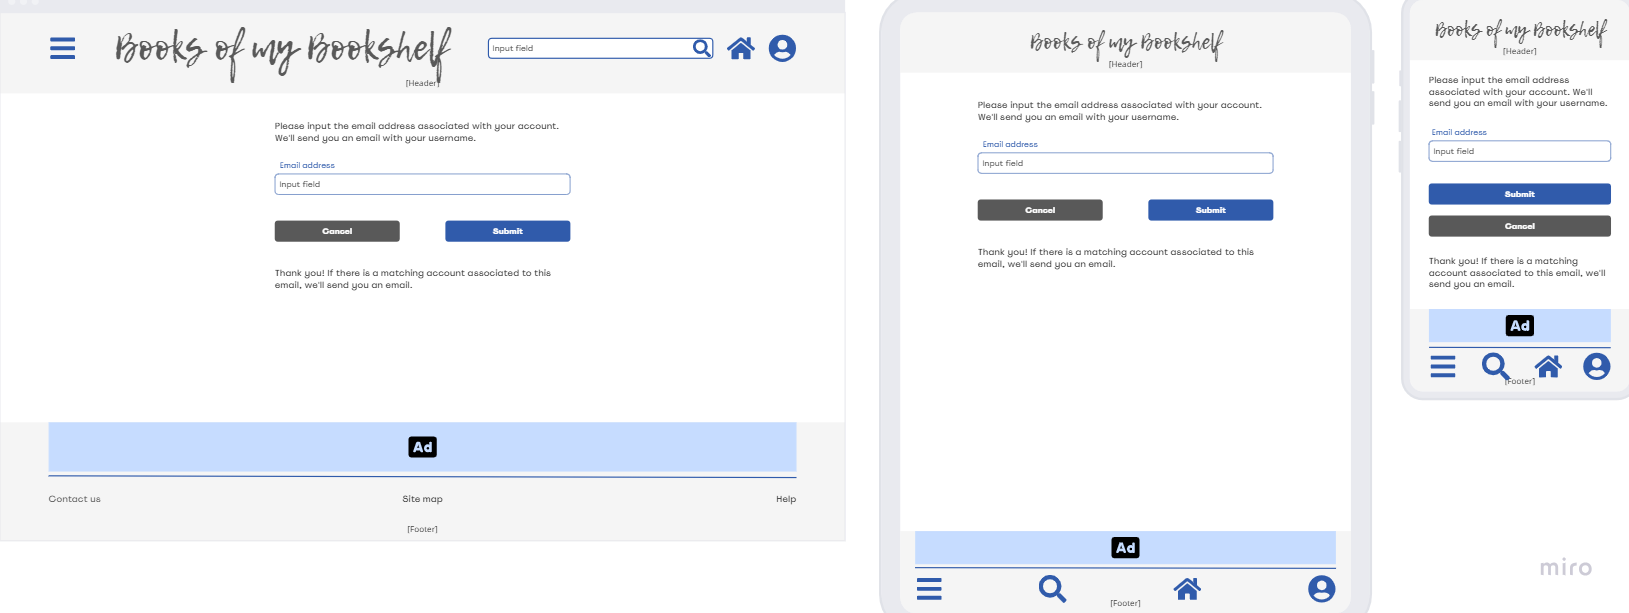 Books of my Bookshelf
Input field
[Header]
Please input the email address associated with your account.
We'll send you an email with your username.
Email address
Input field
Cancel
Submit
Thank you! If there is a matching account associated to this
email, we'll send you an email.
Ad
Contact us
Site map
Help
[Footer]
Books of my Bookshelf
[Header]
Please input the email address associated with your account.
We'll send you an email with your username.
Email address
Input field
Cancel
Submit
Thank you! If there is a matching account associated to this
email, we'll send you an email.
Ad
[Footer]
Books of my Bookshelf
[Header]
Please input the email address
associated with your account. We'll
send you an email with your username.
Email address
Input field
Submit
Cancel
Thank you! If there is a matching
account associated to this email, we'll
send you an email.
Ad
[Footer]
miro